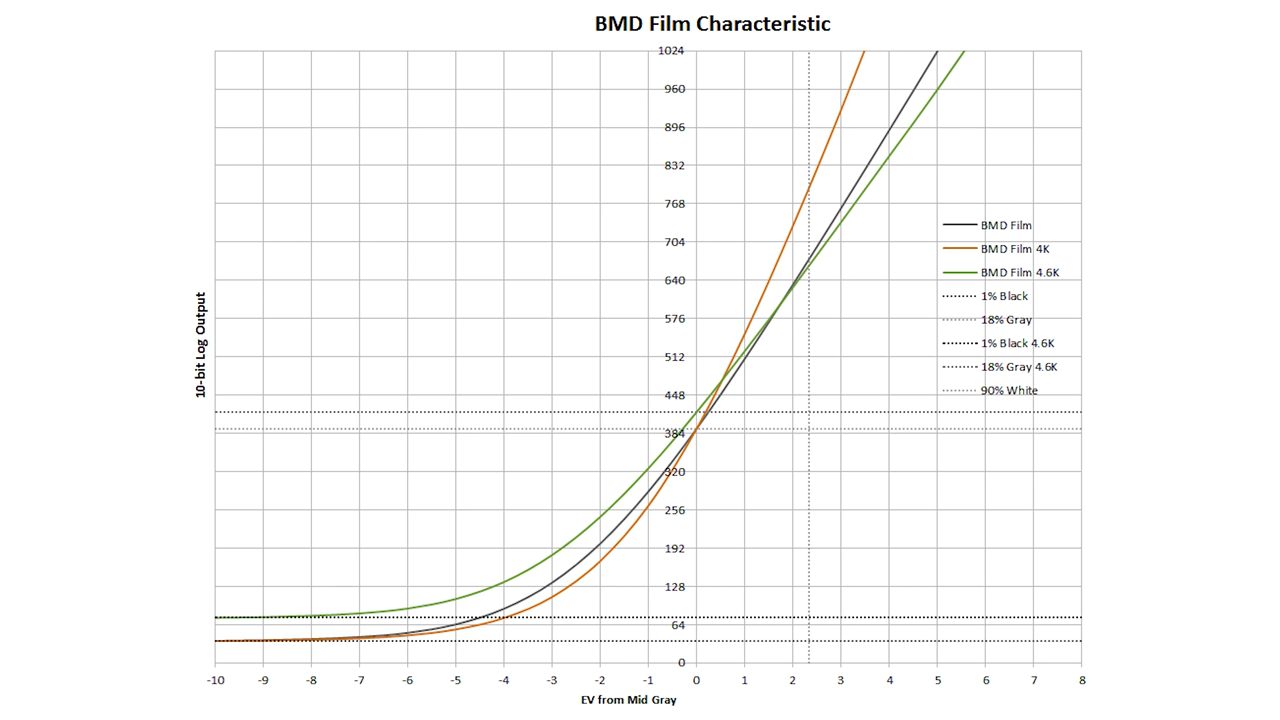 BMD Film Characteristic
1024
960
896
832
768
704
640
576
512
448
384
320
256
192
128
64
0
10-bit Log Output
BMD Film
BMD Film 4K
BMD Film 4.6K
1% Black
18% Gray
1% Black 4.6K
18% Gray 4.6K
90% White
-10 -9 -8 -7 -6 -5 -4 -3 -2 -1 0 1 2 3 4 5 6 7 8
EV from Mid Gray